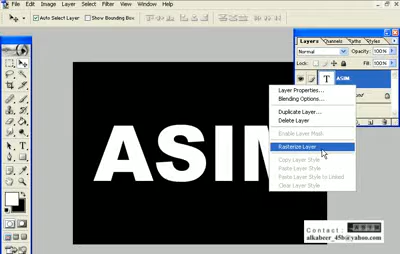 File Edit Image Layer Select Filter View Window Help
Auto Select Layer Show Bounding Box
Layers Channels Paths Styles
Normal Opacity: 100%
Lock: Fill: 100%
T ASIM
Layer Properties...
Blending Options...
Duplicate Layer...
Delete Layer
Enable Layer Mask
Rasterize Layer
Copy Layer Style
Paste Layer Style
Paste Layer Style to Linked
Clear Layer Style
ASIM
Contact: ASIM
alkabeer_45b@yahoo.com